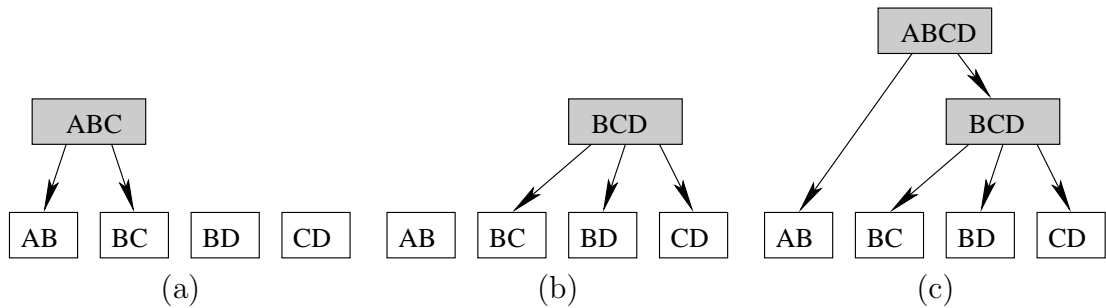 ABCD
ABC
BCD
BCD
AB BC BD CD
AB BC BD CD
AB BC BD CD
(a) (b) (c)